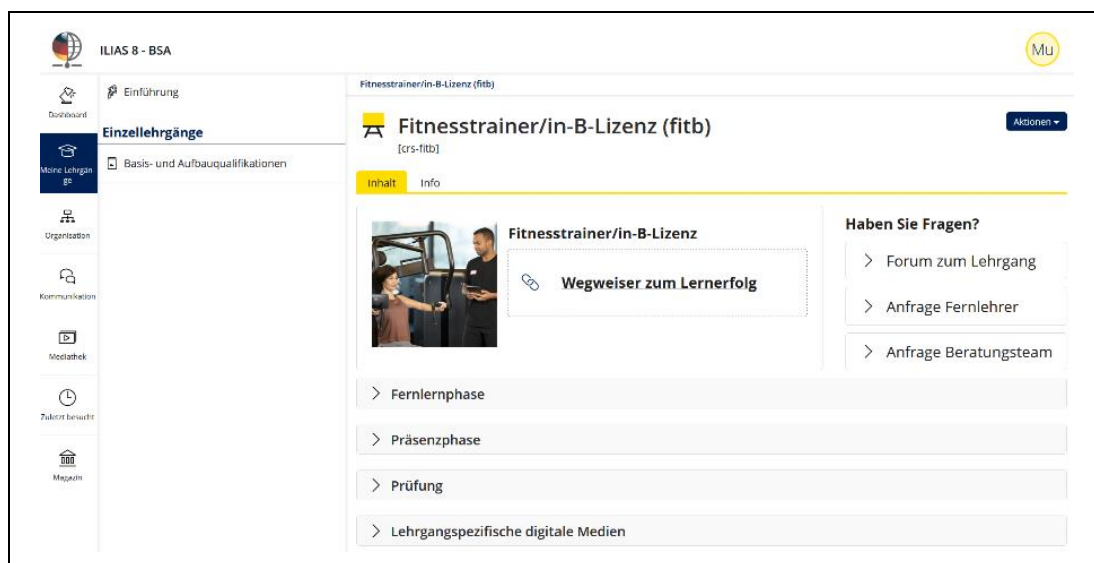 ILIAS 8 - BSA
Mu
Dashboard
Meine Lehrgän
ge
Organisation
Kommunikation
Mediathek
Zuletzt besucht
Magazin
Einführung
Einzellehrgänge
Basis- und Aufbauqualifikationen
Fitnesstrainer/in-B-Lizenz (fitb)
Fitnesstrainer/in-B-Lizenz (fitb)
[crs-fitb]
Aktionen
Inhalt Info
Fitnesstrainer/in-B-Lizenz
Wegweiser zum Lernerfolg
Haben Sie Fragen?
Forum zum Lehrgang
Anfrage Fernlehrer
Anfrage Beratungsteam
Fernlernphase
Präsenzphase
Prüfung
Lehrgangspezifische digitale Medien